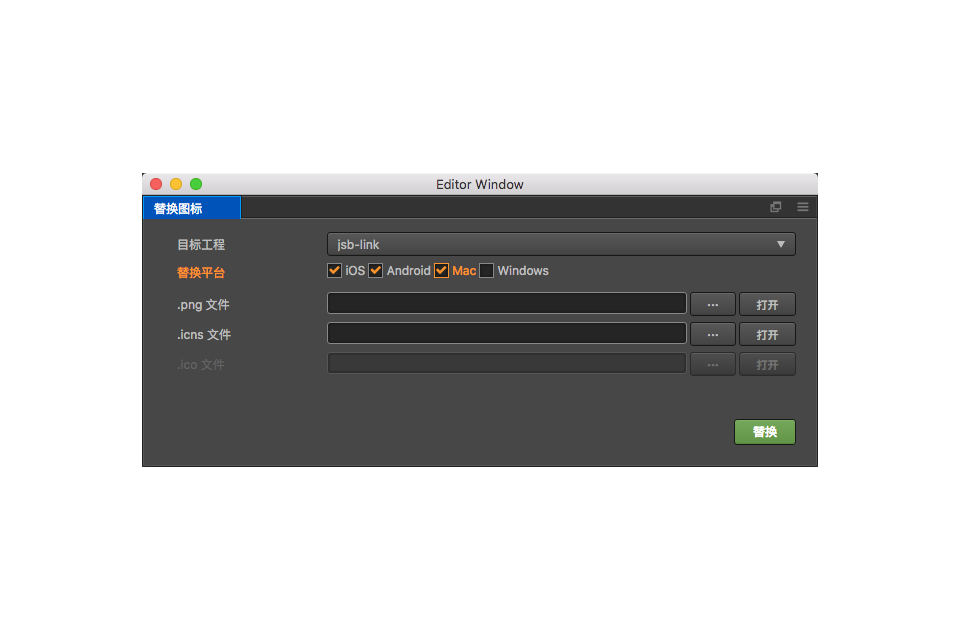 Editor Window
替换图标
目标工程 jsb-link
替换平台 iOS Android Mac Windows
.png 文件 ... 打开
.icns 文件 ... 打开
.ico 文件 ... 打开
替换